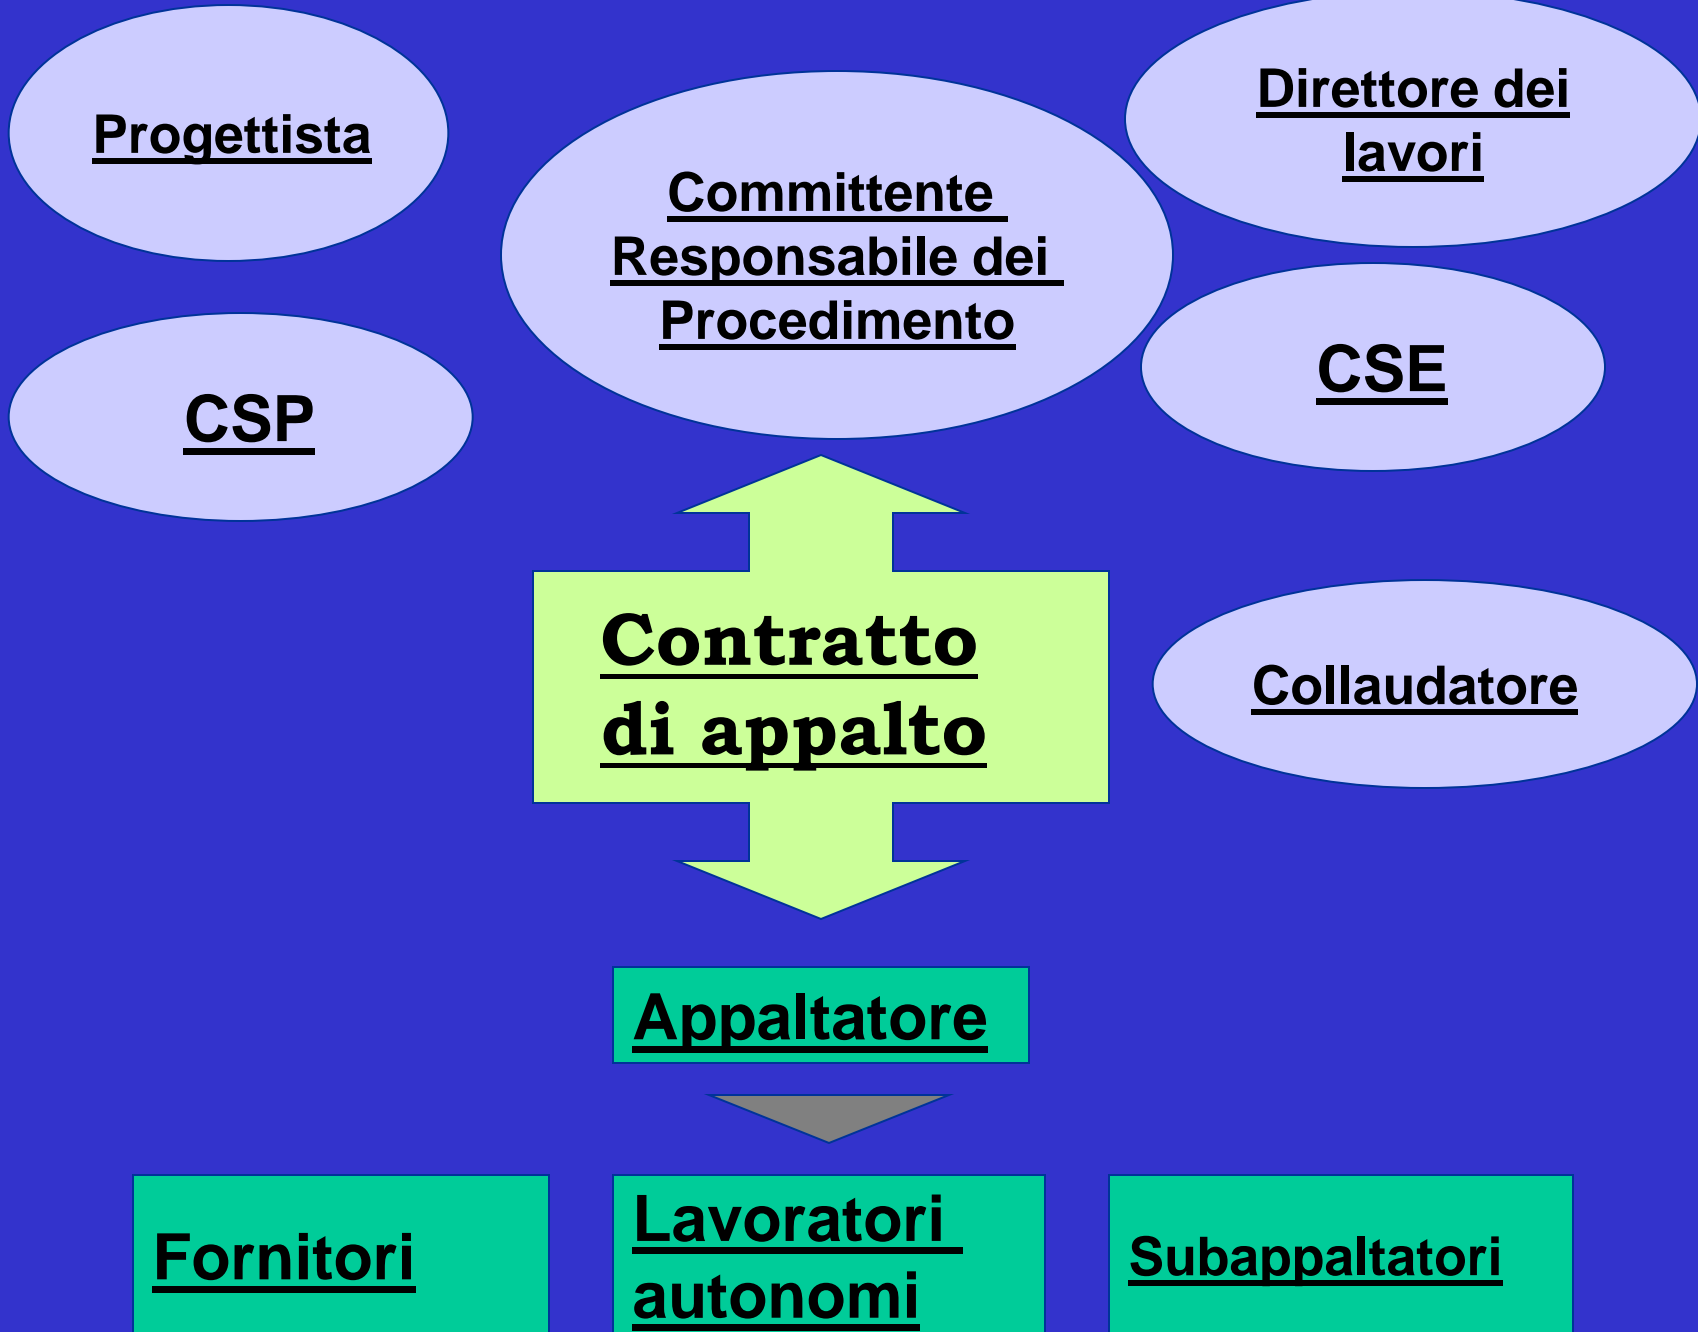 Progettista
Direttore dei
lavori
Committente
Responsabile dei
Procedimento
CSE
CSP
Contratto
di appalto
Collaudatore
Appaltatore
Fornitori
Lavoratori
autonomi
Subappaltatori